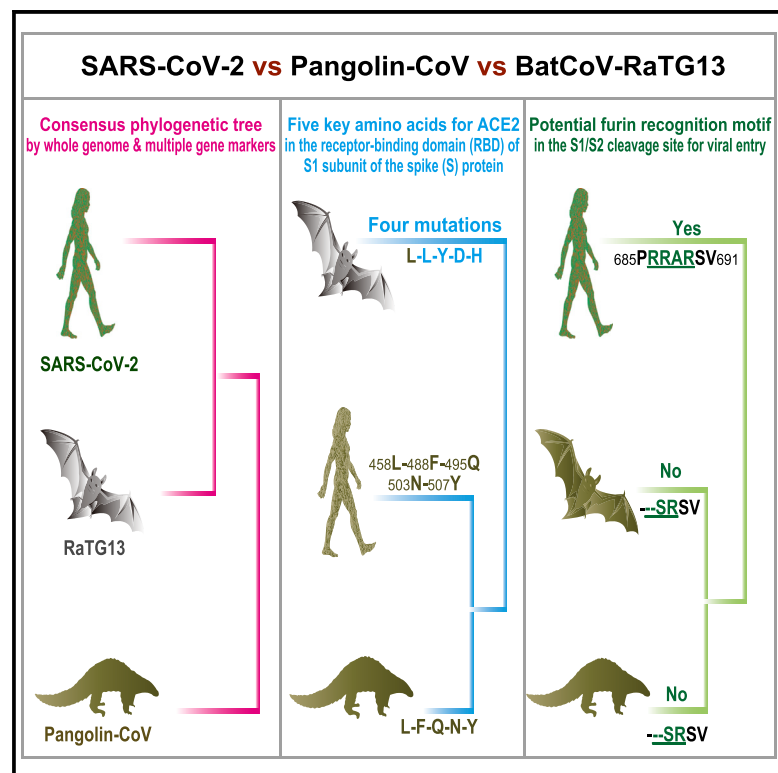 SARS-CoV-2 vs Pangolin-CoV vs BatCoV-RaTG13
Consensus phylogenetic tree
by whole genome & multiple gene markers
SARS-CoV-2
RaTG13
Pangolin-CoV
Five key amino acids for ACE2
in the receptor-binding domain (RBD) of
S1 subunit of the spike (S) protein
Four mutations
L-L-Y-D-H
458L-488F-495Q
503N-507Y
L-F-Q-N-Y
Potential furin recognition motif
in the S1/S2 cleavage site for viral entry
Yes
685PRRARSV691
No
---SRSV
No
---SRSV